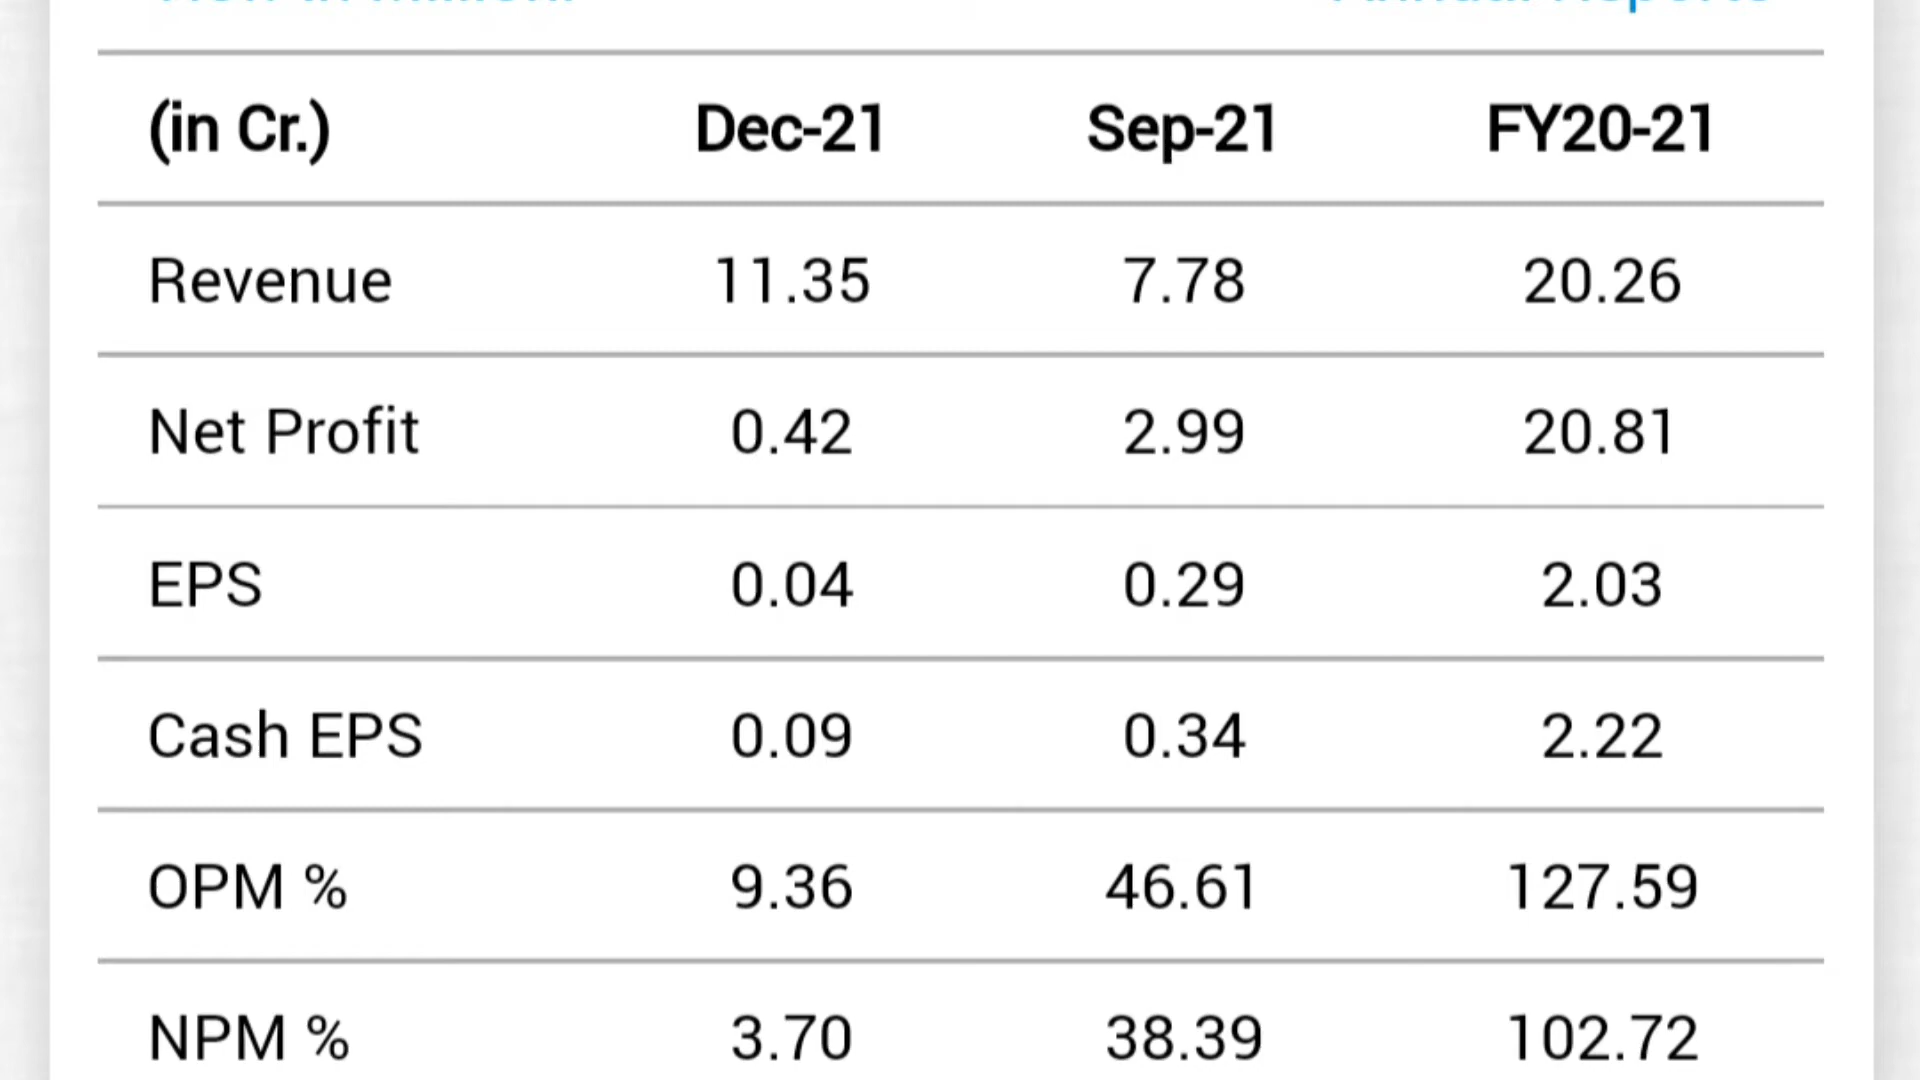 (in Cr.) Dec-21 Sep-21 FY20-21
Revenue 11.35 7.78 20.26
Net Profit 0.42 2.99 20.81
EPS 0.04 0.29 2.03
Cash EPS 0.09 0.34 2.22
OPM % 9.36 46.61 127.59
NPM % 3.70 38.39 102.72